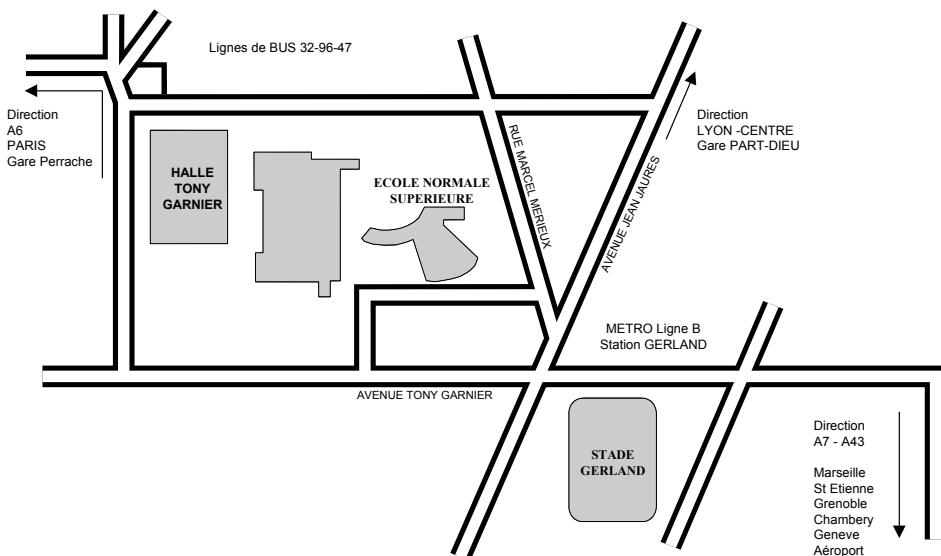 Lignes de BUS 32-96-47
Direction
A6
PARIS
Gare Perrache
Direction
LYON -CENTRE
Gare PART-DIEU
HALLE
TONY
GARNIER
ECOLE NORMALE
SUPERIEURE
RUE MARCEL MERIEUX
AVENUE JEAN JAURES
METRO Ligne B
Station GERLAND
AVENUE TONY GARNIER
STADE
GERLAND
Direction
A7 - A43
Marseille
St Etienne
Grenoble
Chambery
Geneve
Aéroport